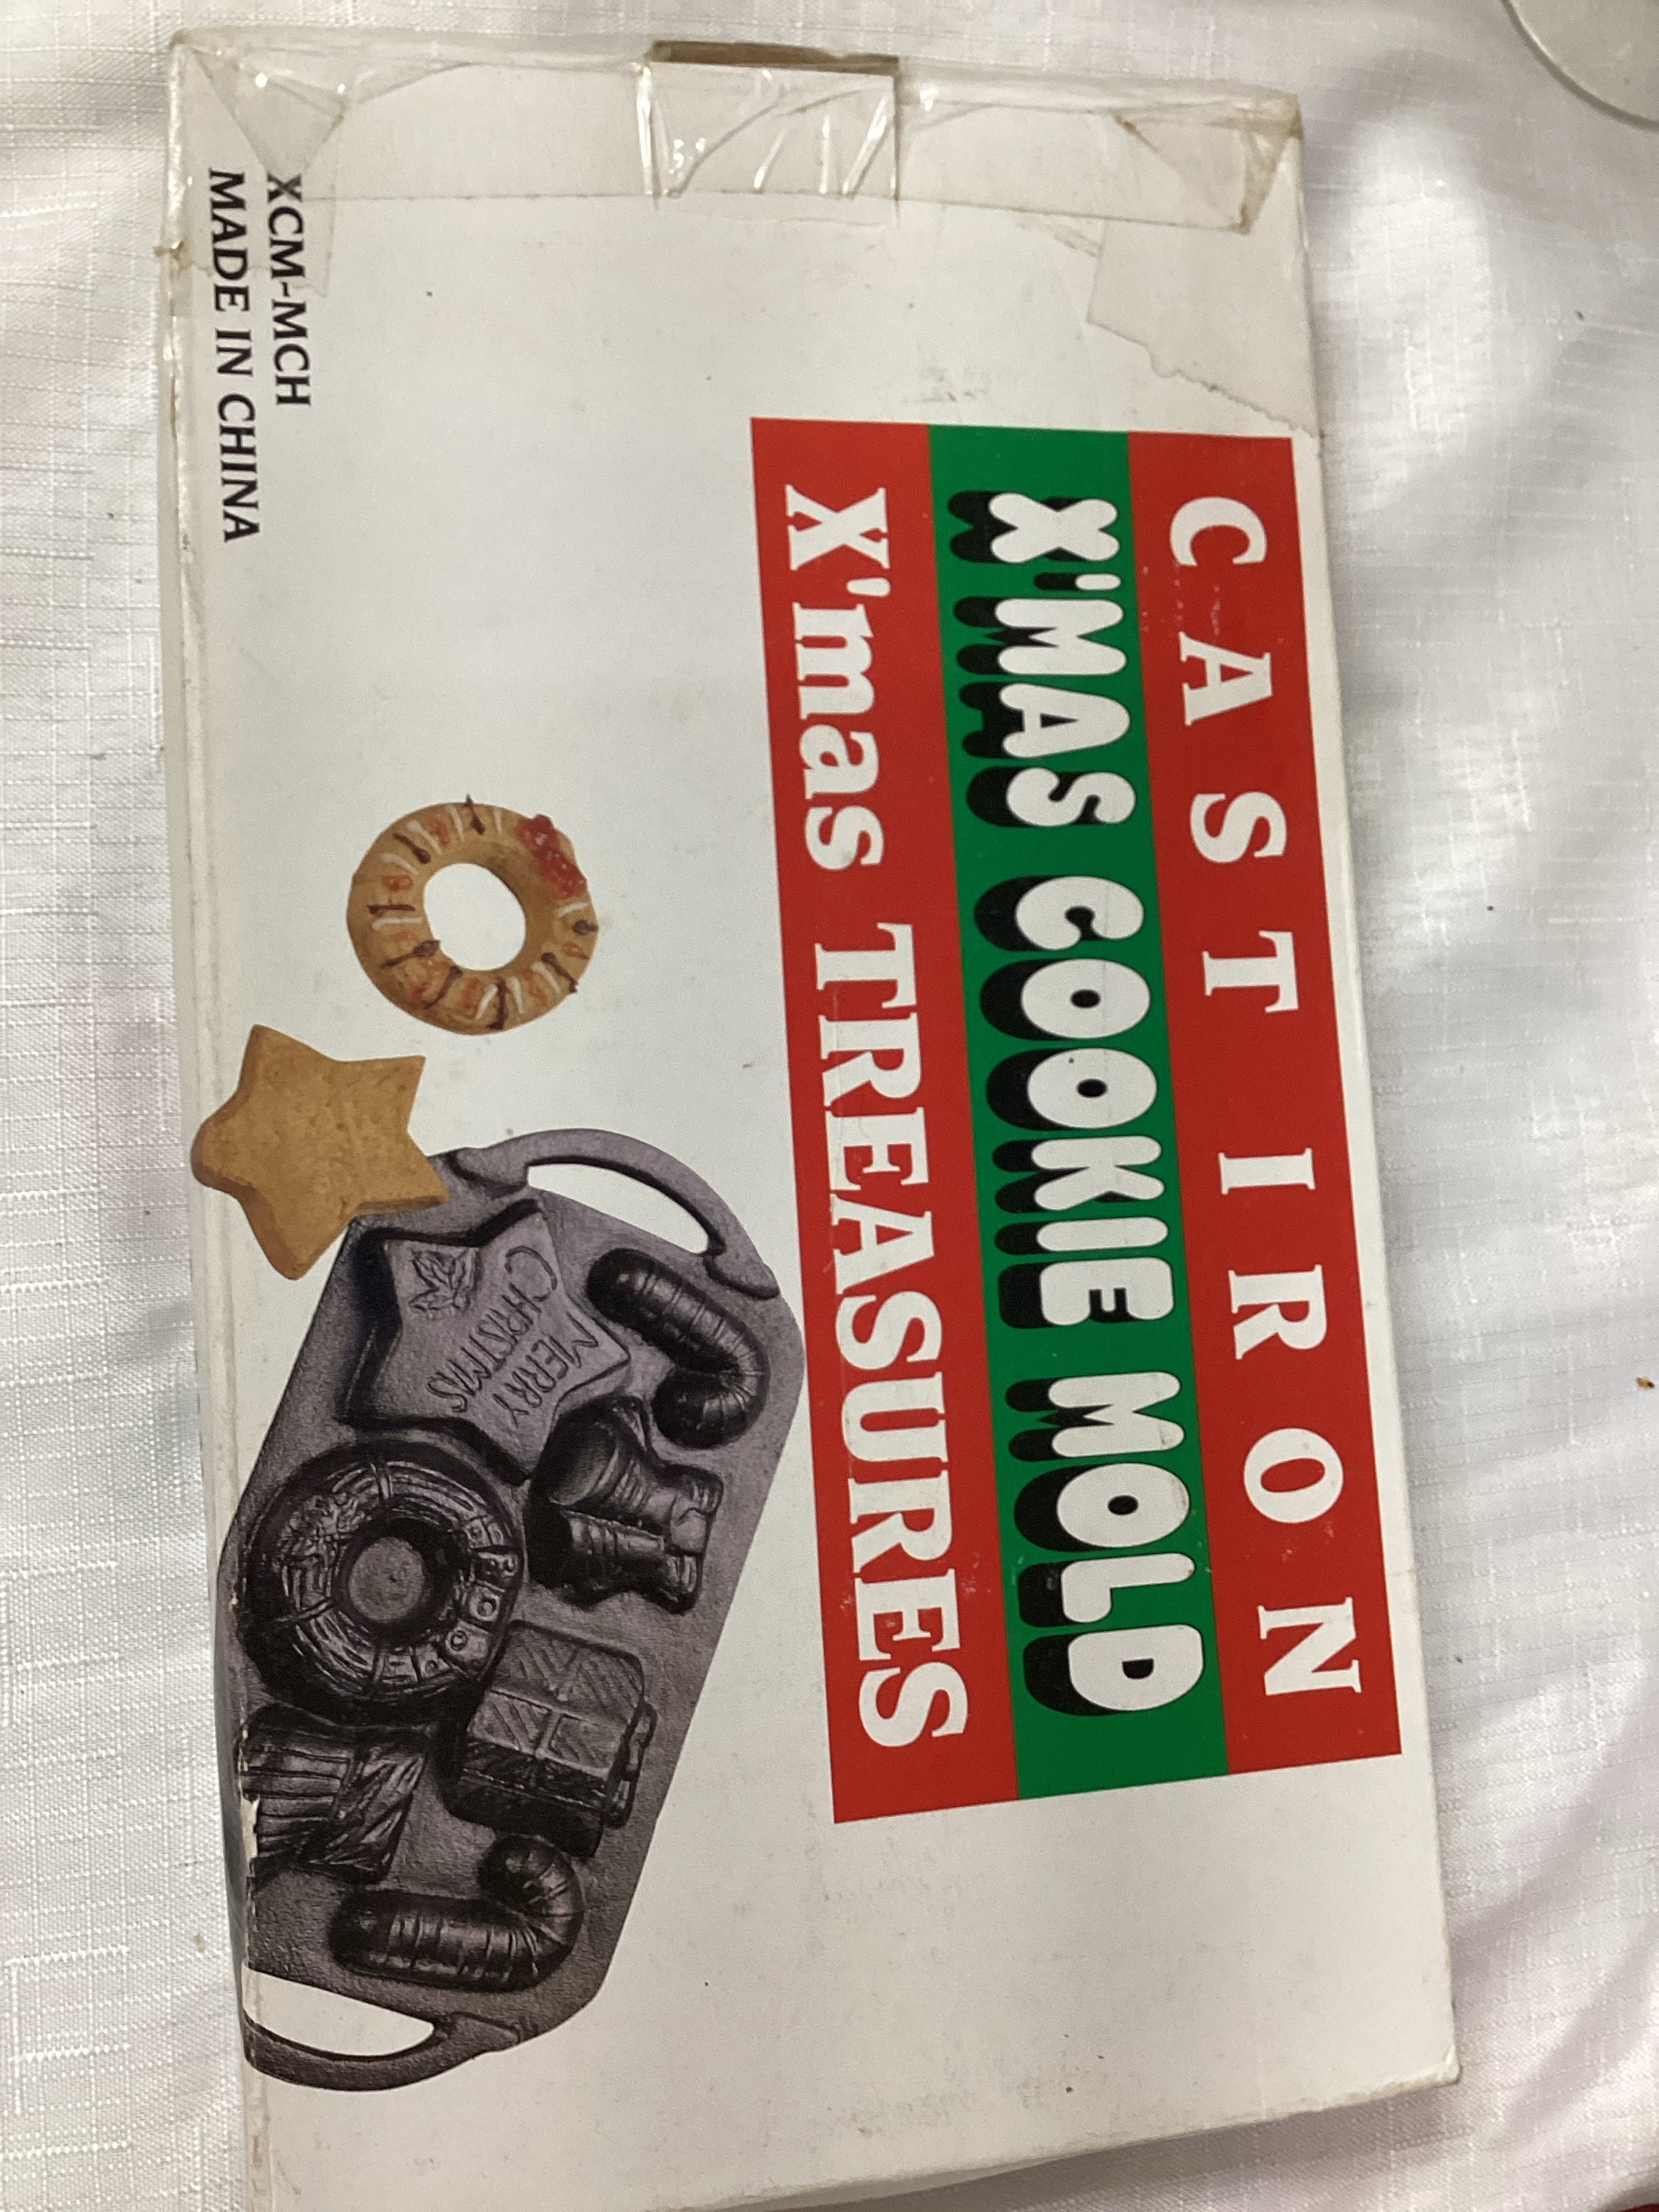 CAST IRON
X'MAS COOKIE MOLD
X'mas TREASURES
MERRY
CHRISTMAS
XCM-MCH
MADE IN CHINA